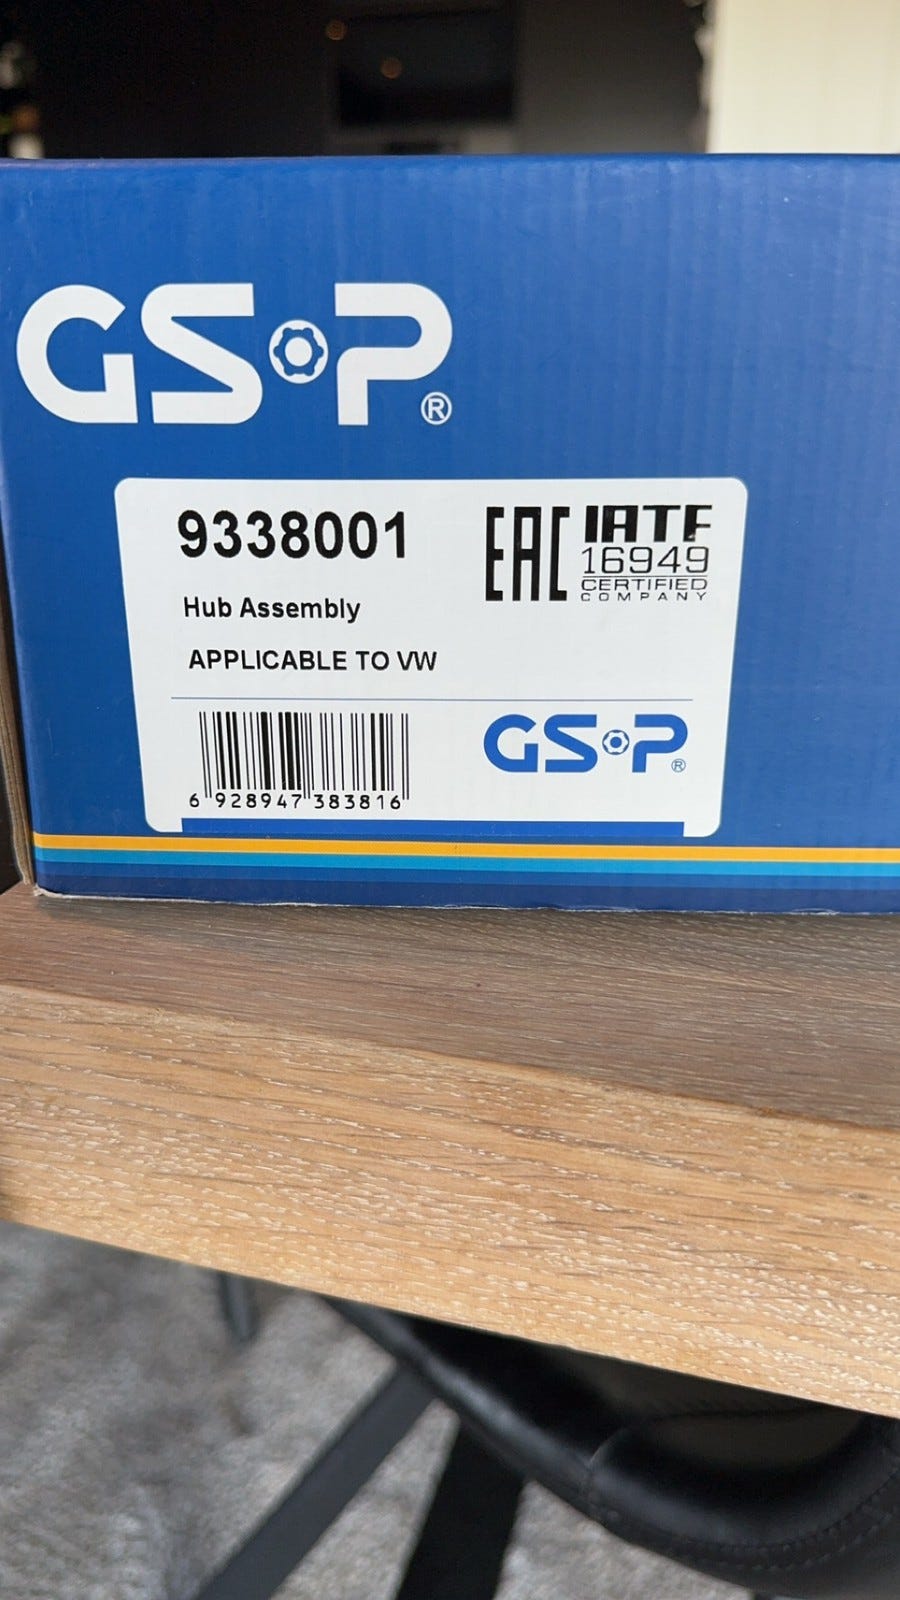 GSP®
9338001
EAC
IATF
16949
CERTIFIED
COMPANY
Hub Assembly
APPLICABLE TO VW
6 928947 383816
GSP®